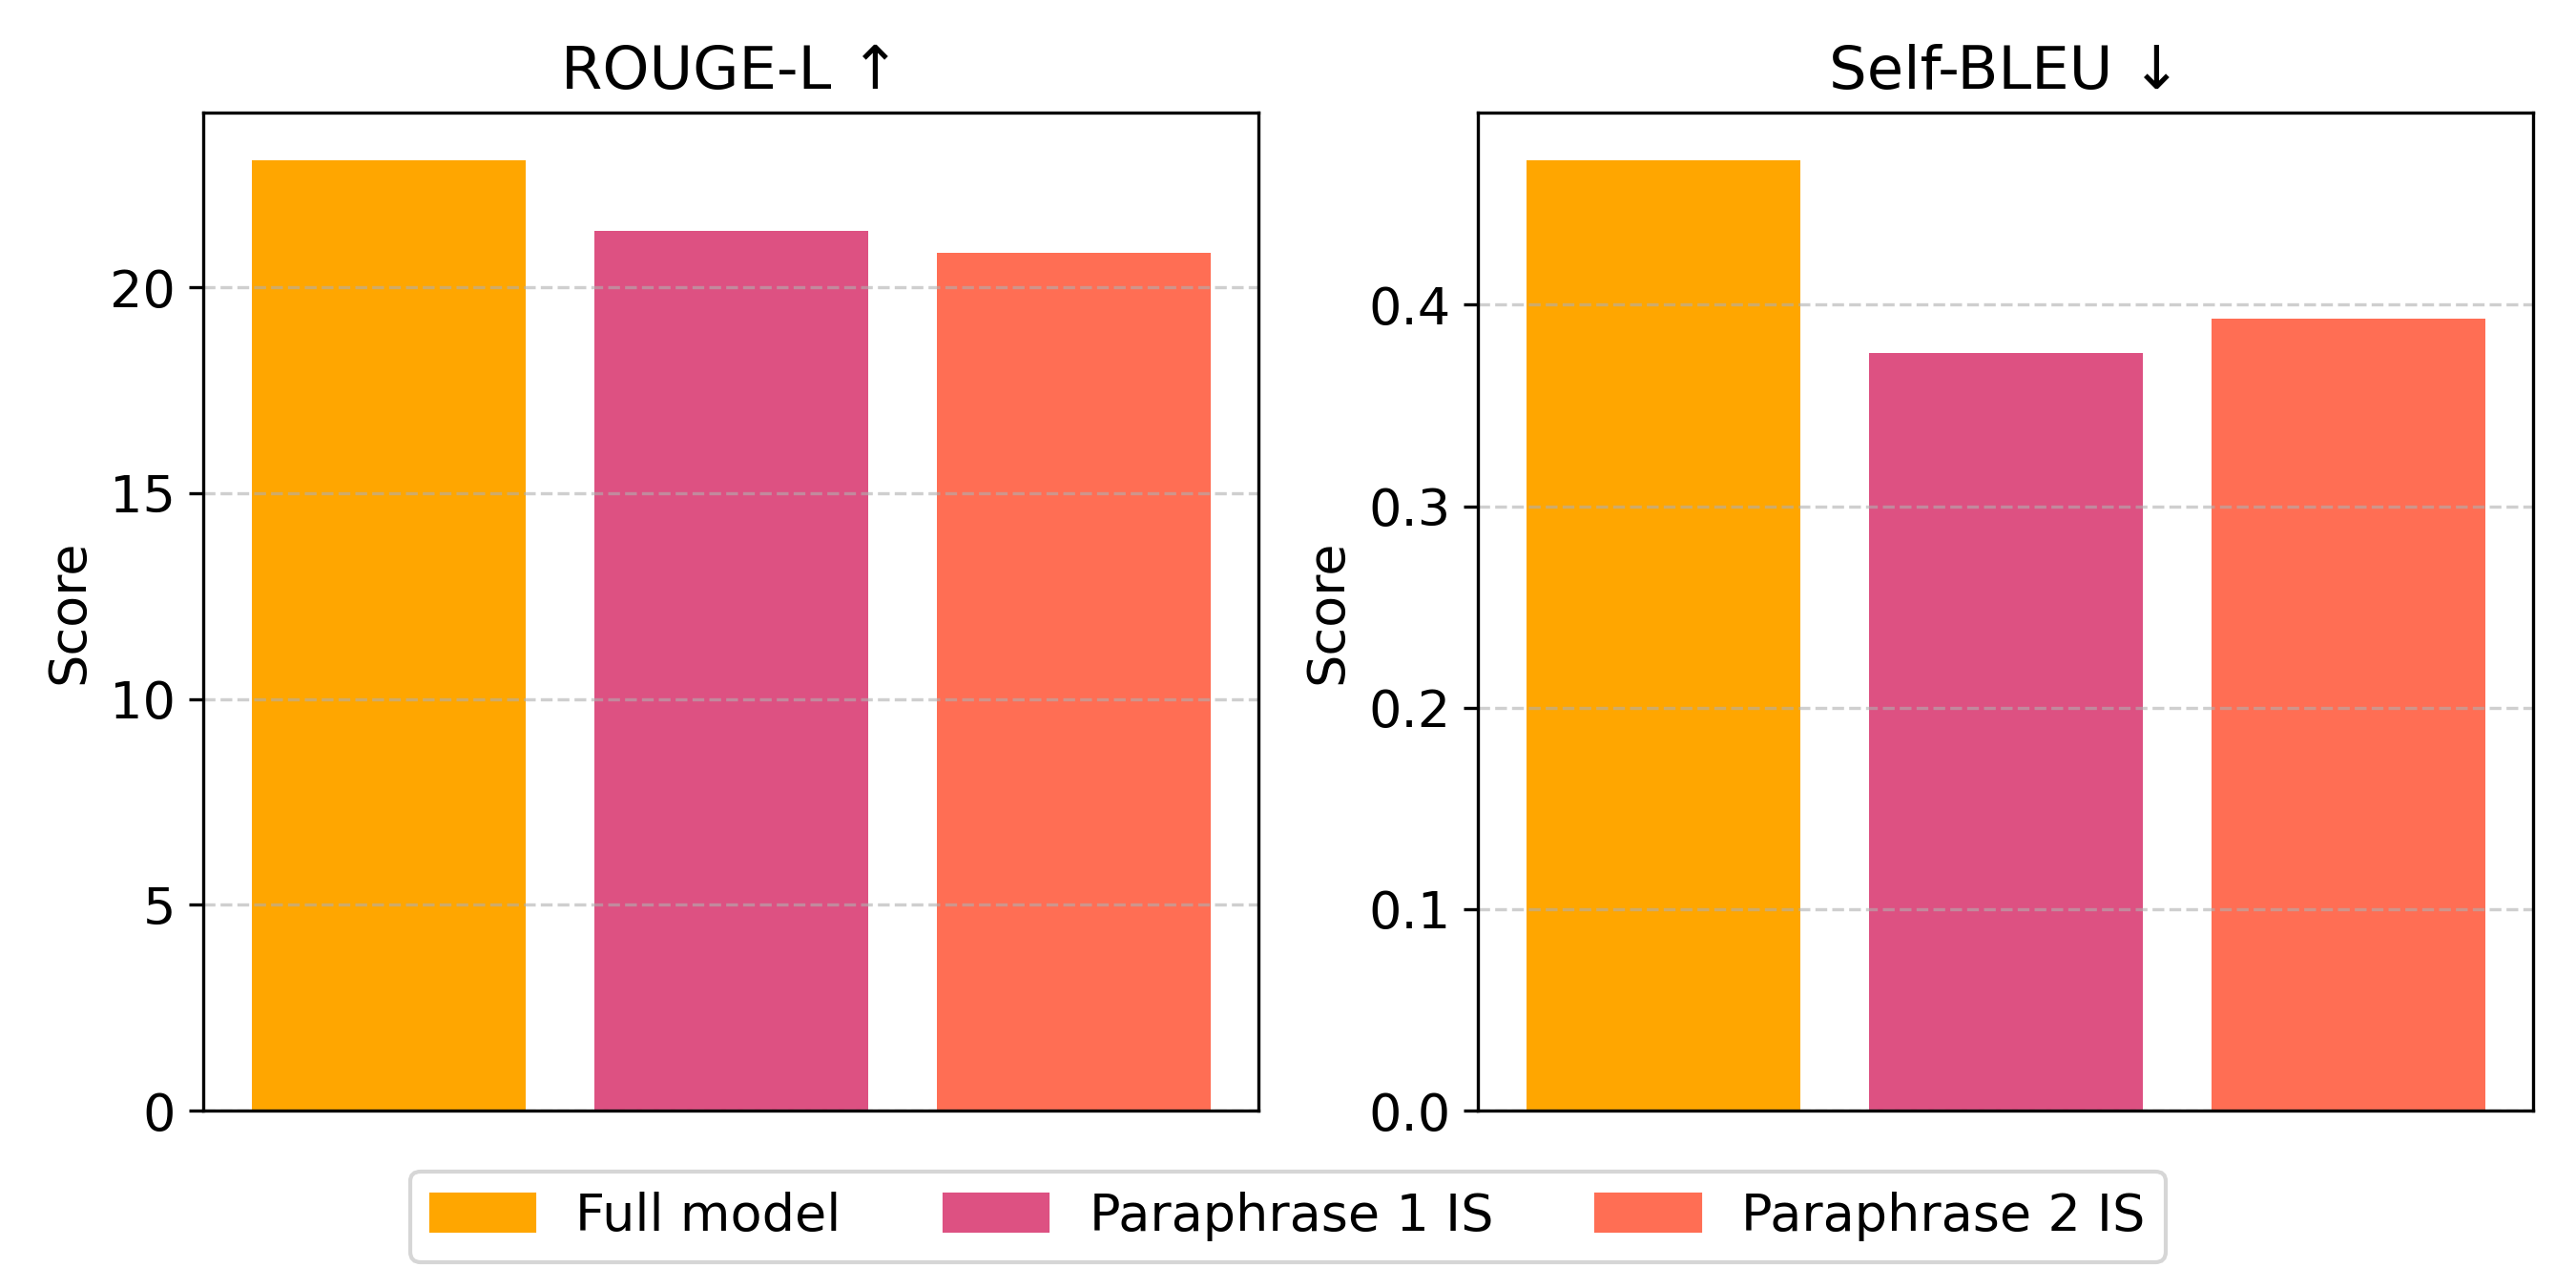 ROUGE-L ↑
Score
20
15
10
5
0
Self-BLEU ↓
Score
0.4
0.3
0.2
0.1
0.0
Full model
Paraphrase 1 IS
Paraphrase 2 IS